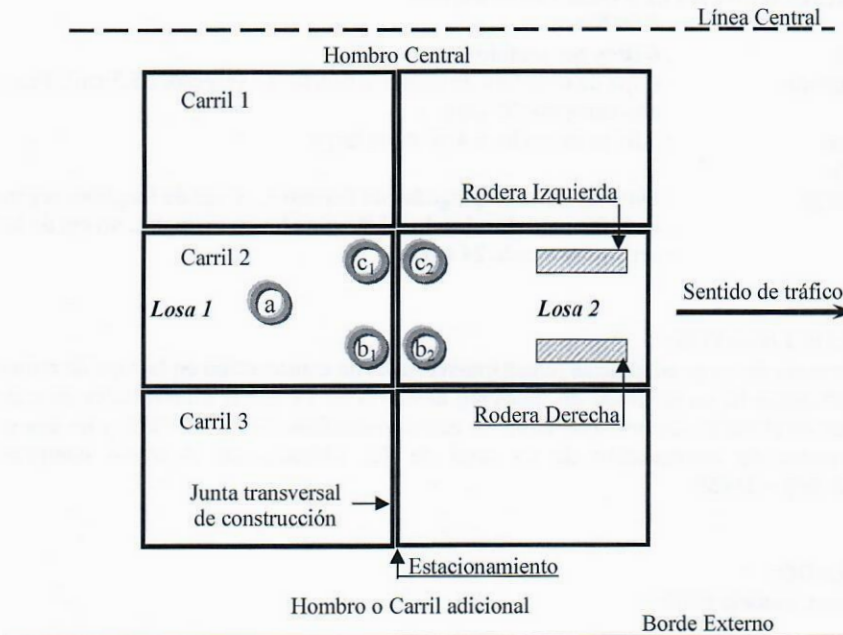 Línea Central
Hombro Central
Carril 1
Rodera Izquierda
Carril 2
c1
c2
a
Losa 1
Losa 2
Sentido de tráfico
b1
b2
Carril 3
Rodera Derecha
Junta transversal
de construcción
Estacionamiento
Hombro o Carril adicional
Borde Externo